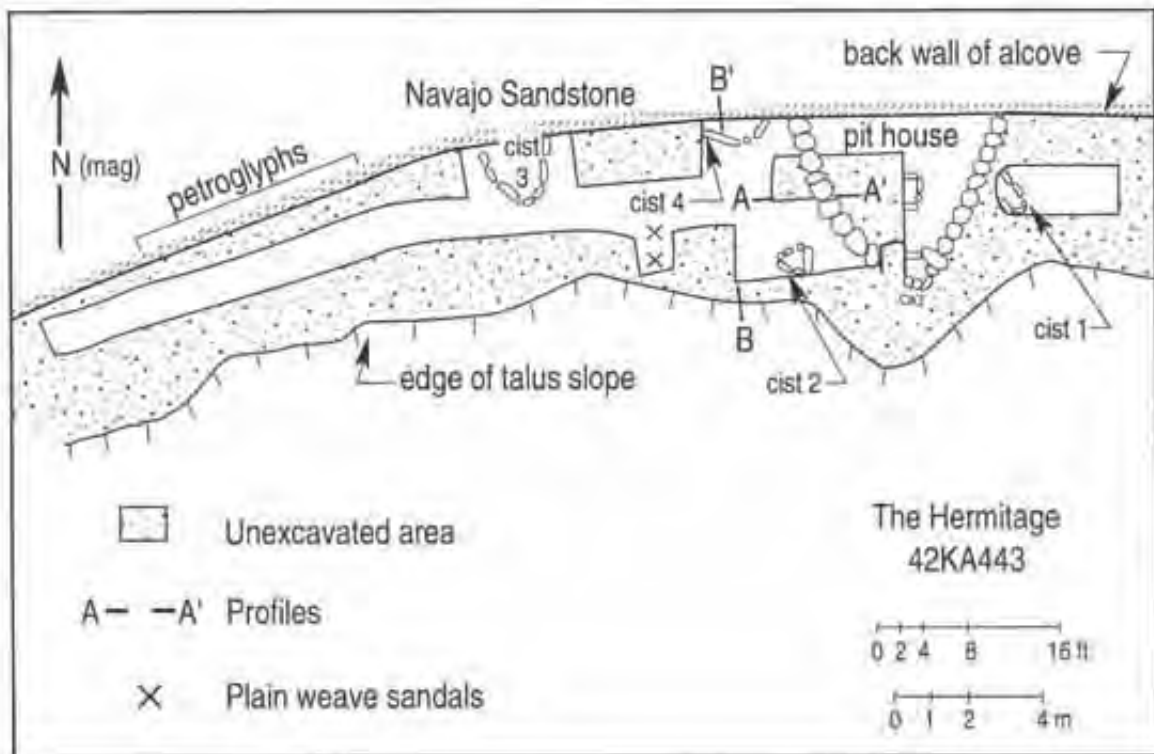 back wall of alcove
B'
Navajo Sandstone
N (mag)
petroglyphs
pit house
cist
3
cist 4
A
A'
cist 1
B
cist 2
edge of talus slope
Unexcavated area
A A' Profiles
Plain weave sandals
The Hermitage
42KA443
0 2 4 8 16 ft
0 1 2 4 m